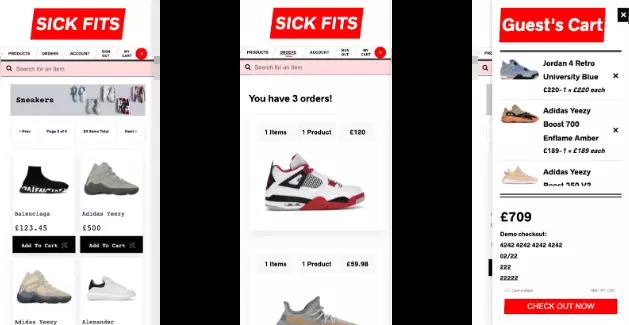 SICK FITS
PRODUCTS ORDERS ACCOUNT SIGN OUT MY CART
Search for an Item
Sneakers
< Prev Page 2 of 4 Next >
Balenciaga
£123.45
Add To Cart
Adidas Yeezy
£500
Add To Cart
Adidas Yeezy
Alexander
SICK FITS
PRODUCTS ORDERS ACCOUNT SIGN OUT MY CART
Search for an Item
You have 3 orders!
1 Items 1 Product £120
1 Items 1 Product £59.98
PRODUCTS
Guest's Cart
×
Jordan 4 Retro
University Blue
£220-1 × £220 each
×
Adidas Yeezy
Boost 700
Enflame Amber
£189-1 × £189 each
×
Adidas Yeezy
Boost 350 V2
£709
Demo checkout:
4242 4242 4242 4242
02/22
222
22222
CHECK OUT NOW